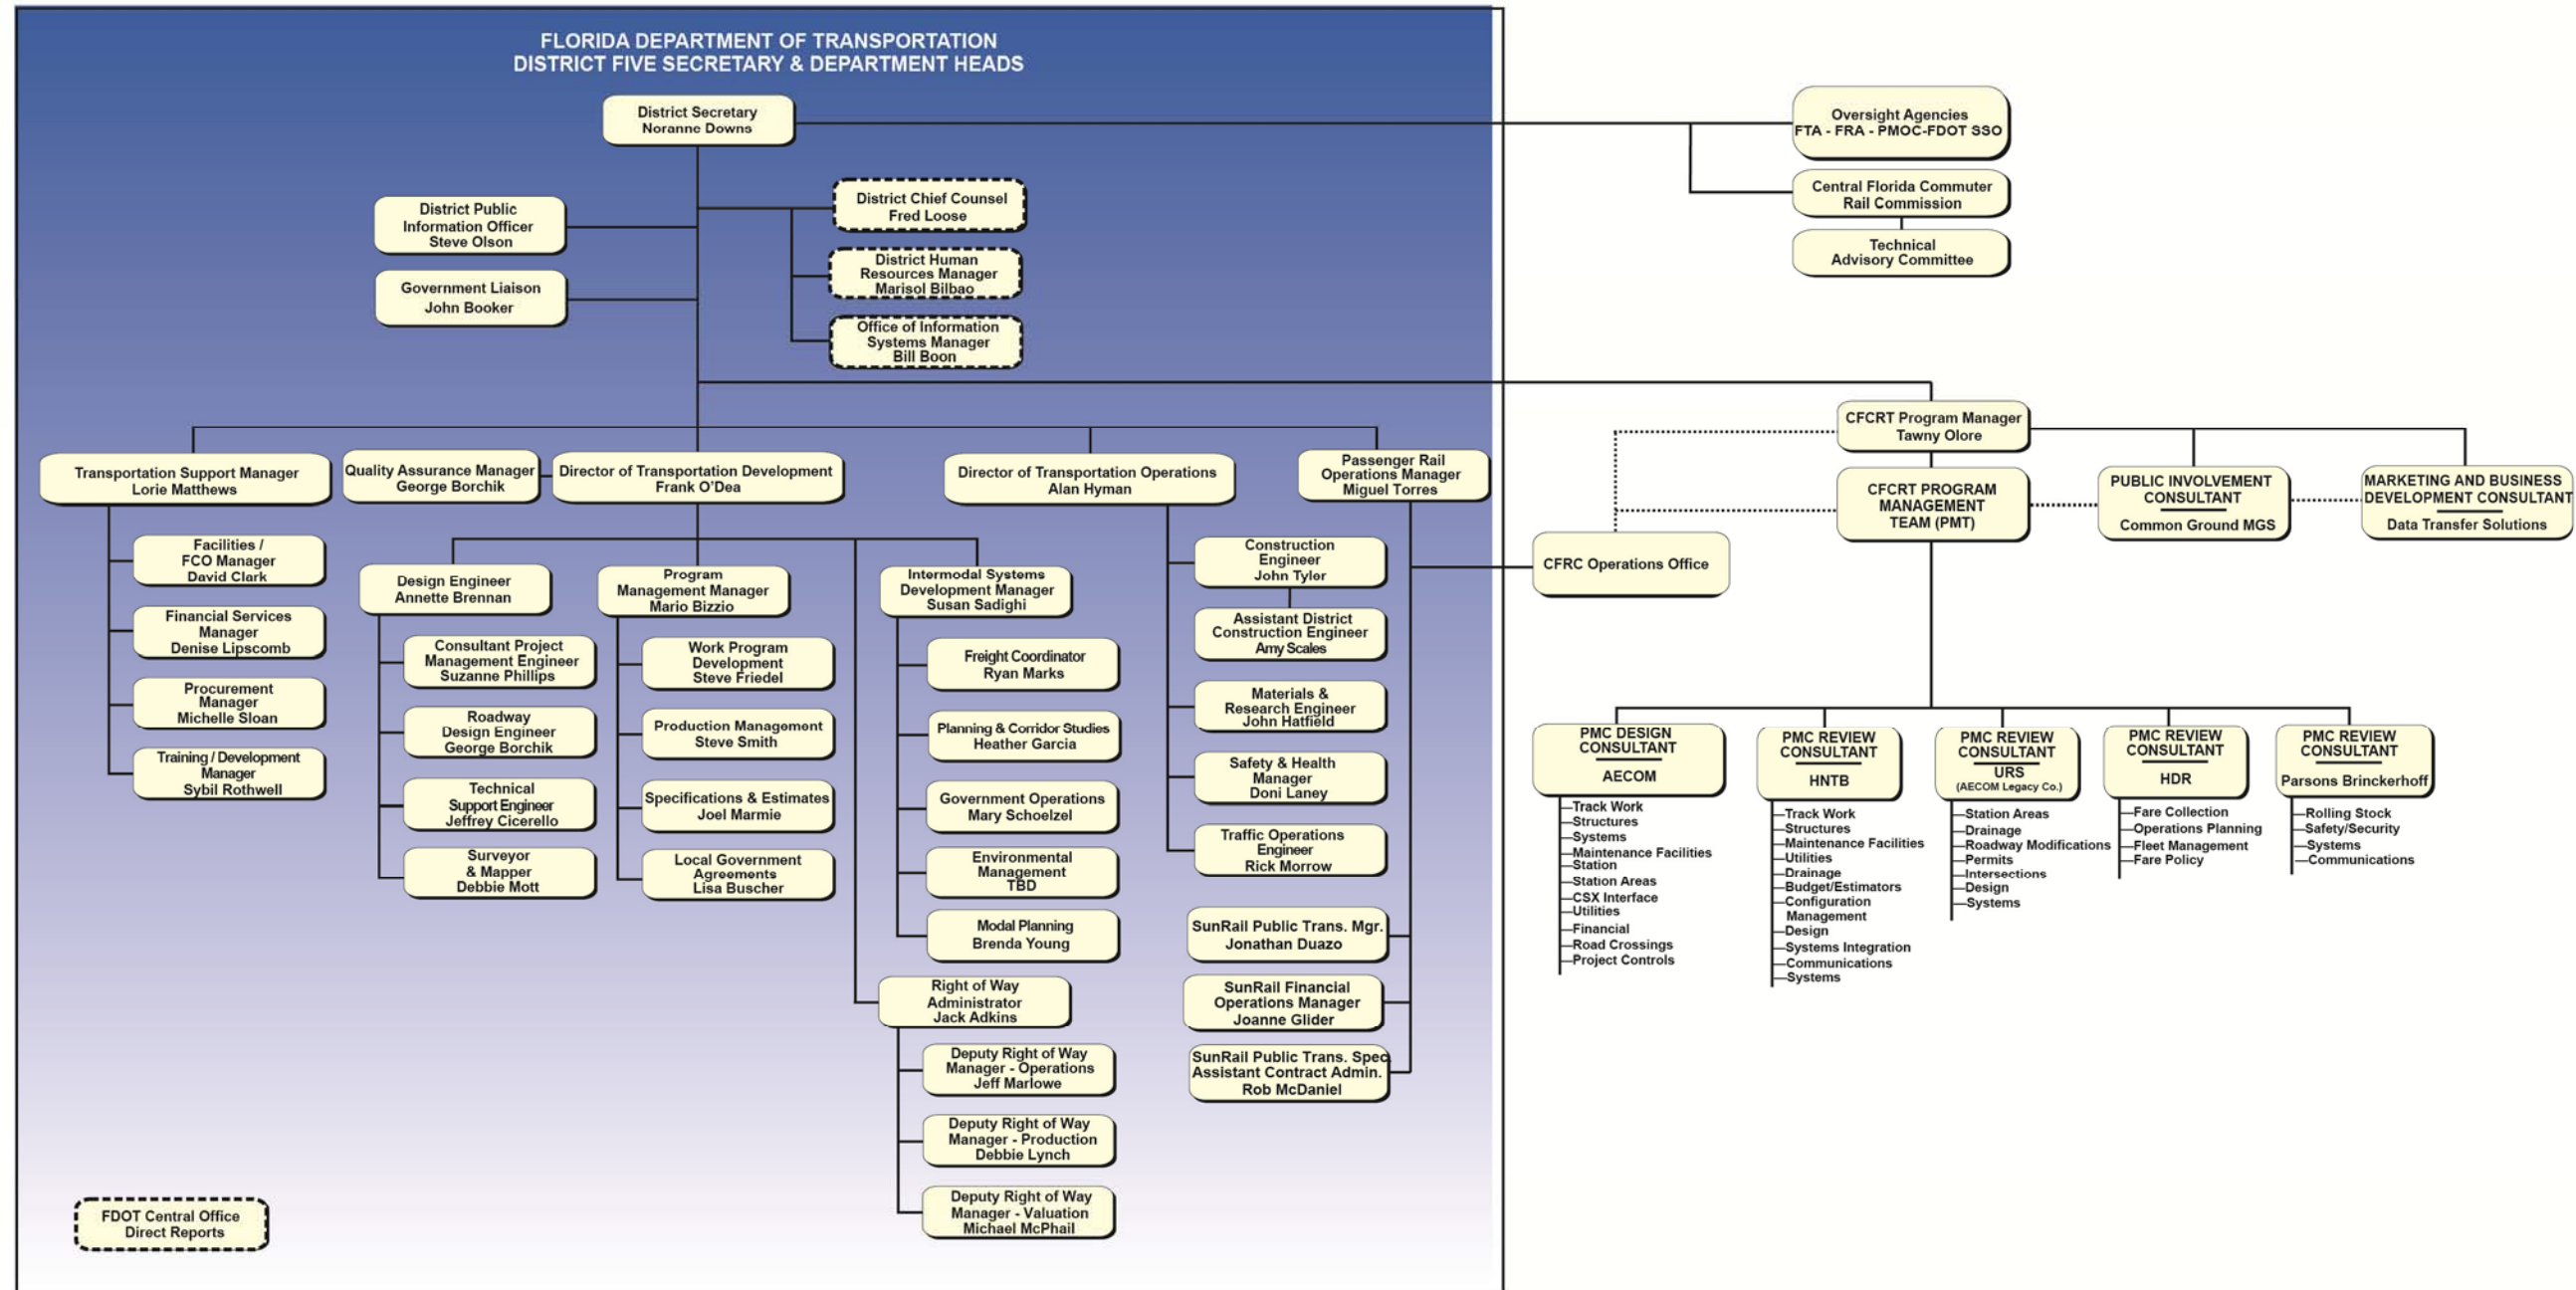 FLORIDA DEPARTMENT OF TRANSPORTATION
DISTRICT FIVE SECRETARY & DEPARTMENT HEADS
District Secretary
Noranne Downs
Oversight Agencies
FTA - FRA - PMOC-FDOT SSO
Central Florida Commuter
Rail Commission
Technical
Advisory Committee
District Public
Information Officer
Steve Olson
Government Liaison
John Booker
District Chief Counsel
Fred Loose
District Human
Resources Manager
Marisol Bilbao
Office of Information
Systems Manager
Bill Boon
Transportation Support Manager
Lorie Matthews
Quality Assurance Manager
George Borchik
Director of Transportation Development
Frank O'Dea
Director of Transportation Operations
Alan Hyman
Passenger Rail
Operations Manager
Miguel Torres
CFCRT Program Manager
Tawny Olore
CFCRT PROGRAM
MANAGEMENT
TEAM (PMT)
PUBLIC INVOLVEMENT
CONSULTANT
Common Ground MGS
MARKETING AND BUSINESS
DEVELOPMENT CONSULTANT
Data Transfer Solutions
CFRC Operations Office
Facilities /
FCO Manager
David Clark
Financial Services
Manager
Denise Lipscomb
Procurement
Manager
Michelle Sloan
Training / Development
Manager
Sybil Rothwell
Design Engineer
Annette Brennan
Consultant Project
Management Engineer
Suzanne Phillips
Roadway
Design Engineer
George Borchik
Technical
Support Engineer
Jeffrey Cicerello
Surveyor
& Mapper
Debbie Mott
Program
Management Manager
Mario Bizzio
Work Program
Development
Steve Friedel
Production Management
Steve Smith
Specifications & Estimates
Joel Marmie
Local Government
Agreements
Lisa Buscher
Intermodal Systems
Development Manager
Susan Sadighi
Freight Coordinator
Ryan Marks
Planning & Corridor Studies
Heather Garcia
Government Operations
Mary Schoelzel
Environmental
Management
TBD
Modal Planning
Brenda Young
Right of Way
Administrator
Jack Adkins
Deputy Right of Way
Manager - Operations
Jeff Marlowe
Deputy Right of Way
Manager - Production
Debbie Lynch
Deputy Right of Way
Manager - Valuation
Michael McPhail
Construction
Engineer
John Tyler
Assistant District
Construction Engineer
Amy Scales
Materials &
Research Engineer
John Hatfield
Safety & Health
Manager
Doni Laney
Traffic Operations
Engineer
Rick Morrow
SunRail Public Trans. Mgr.
Jonathan Duazo
SunRail Financial
Operations Manager
Joanne Glider
SunRail Public Trans. Spec.
Assistant Contract Admin.
Rob McDaniel
PMC DESIGN
CONSULTANT
AECOM
Track Work
Structures
Systems
Maintenance Facilities
Station
Station Areas
CSX Interface
Utilities
Financial
Road Crossings
Project Controls
PMC REVIEW
CONSULTANT
HNTB
Track Work
Structures
Maintenance Facilities
Utilities
Drainage
Budget/Estimators
Configuration
Management
Design
Systems Integration
Communications
Systems
PMC REVIEW
CONSULTANT
URS
(AECOM Legacy Co.)
Station Areas
Drainage
Roadway Modifications
Permits
Intersections
Design
Systems
PMC REVIEW
CONSULTANT
HDR
Fare Collection
Operations Planning
Fleet Management
Fare Policy
PMC REVIEW
CONSULTANT
Parsons Brinckerhoff
Rolling Stock
Safety/Security
Systems
Communications
FDOT Central Office
Direct Reports